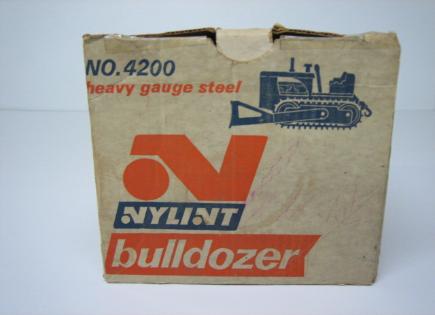 NO. 4200
heavy gauge steel
NYLINT
bulldozer